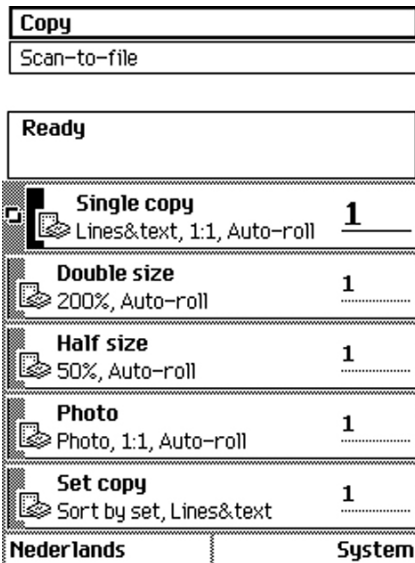 Copy
Scan-to-file
Ready
Single copy
Lines&text, 1:1, Auto-roll
1
Double size
200%, Auto-roll
1
Half size
50%, Auto-roll
1
Photo
Photo, 1:1, Auto-roll
1
Set copy
Sort by set, Lines&text
1
Nederlands
System